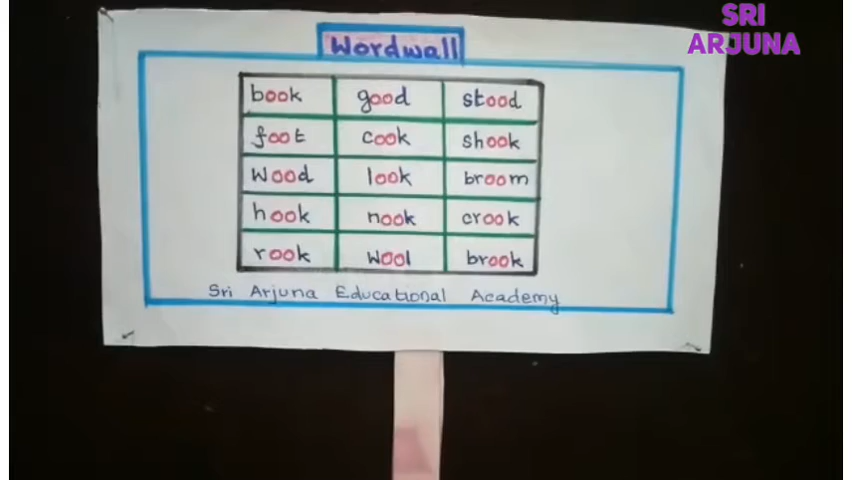 SRI
ARJUNA
Wordwall
book good stood
foot cook shook
wood look broom
hook nook crook
rook wool brook
Sri Arjuna Educational Academy